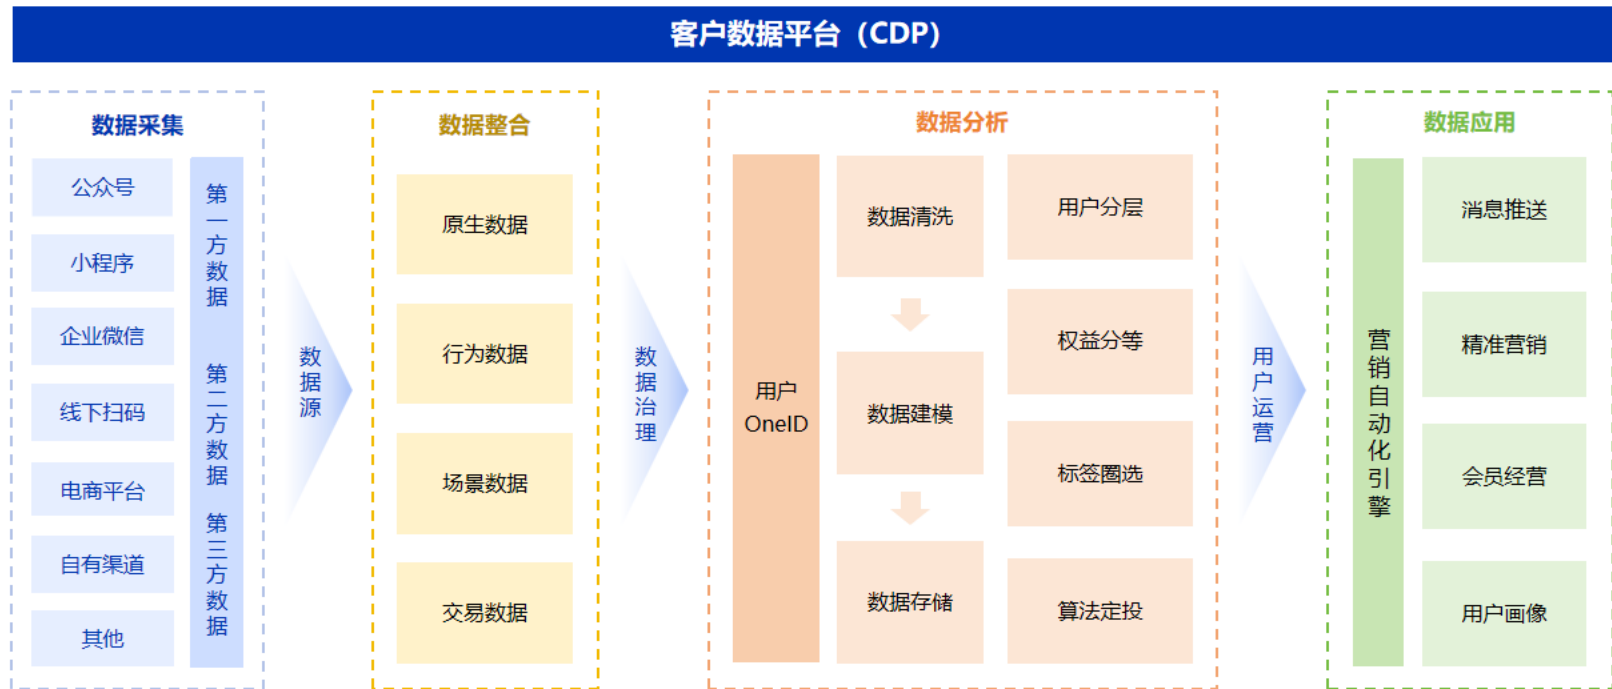 客户数据平台（CDP）
数据采集
公众号
小程序
企业微信
线下扫码
电商平台
自有渠道
其他
第一方数据
第二方数据
第三方数据
数据源
数据整合
原生数据
行为数据
场景数据
交易数据
数据治理
数据分析
用户
OneID
数据清洗
数据建模
数据存储
用户分层
权益分等
标签圈选
算法定投
用户运营
数据应用
营销自动化引擎
消息推送
精准营销
会员经营
用户画像